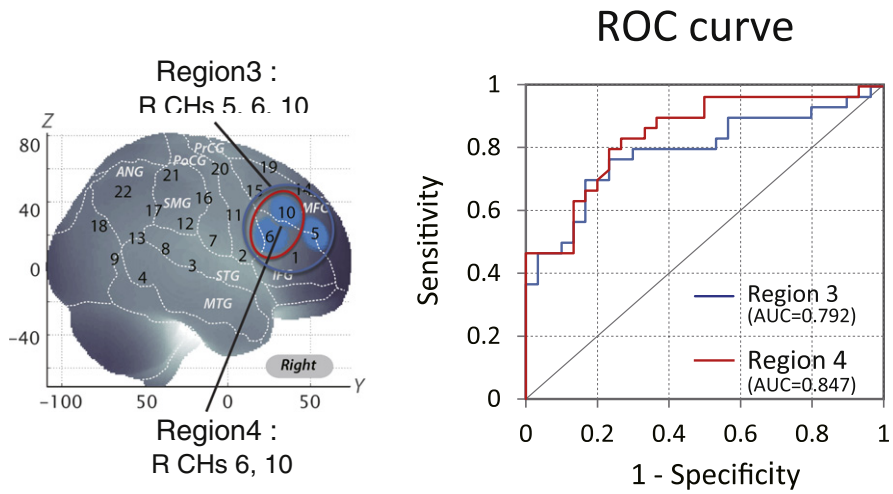 ROC curve
Region3 :
R CHs 5, 6, 10
Z
80
40
0
−40
PrCG
PoCG
ANG
SMG
MFC
IFG
STG
MTG
19
20
21
22
15
14
16
17
11
10
18
12
13
7
6
5
8
9
2
1
3
4
Right
Y
−100
50
0
50
Region4 :
R CHs 6, 10
Sensitivity
1
0.8
0.6
0.4
0.2
0
Region 3
(AUC=0.792)
Region 4
(AUC=0.847)
0
0.2
0.4
0.6
0.8
1
1 - Specificity